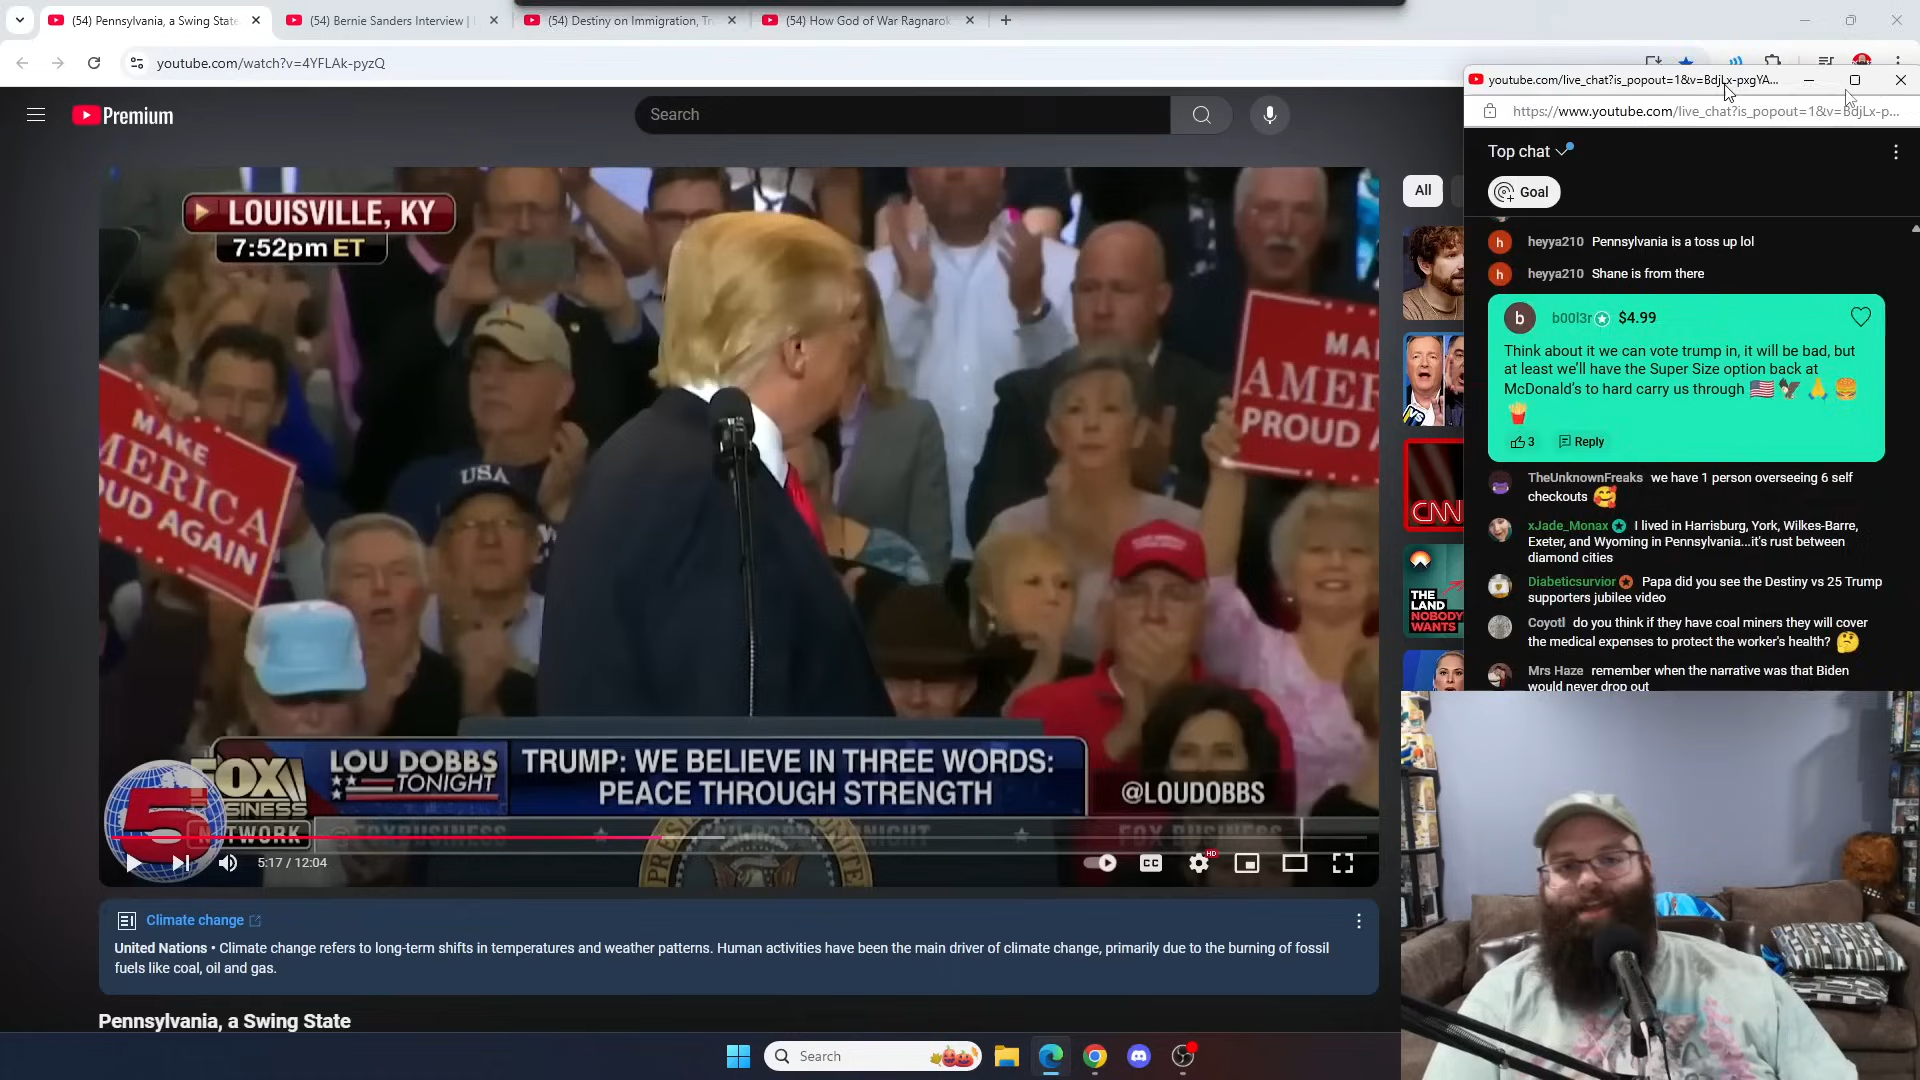 (54) Pennsylvania, a Swing State
(54) Bernie Sanders Interview |
(54) Destiny on Immigration, Tr
(54) How God of War Ragnarok
youtube.com/watch?v=4YFLAk-pyzQ
Premium
Search
youtube.com/live_chat?is_popout=1&v=BdjLx-pxgYA...
https://www.youtube.com/live_chat?is_popout=1&v=BdjLx-p...
Top chat
Goal
heyya210 Pennsylvania is a toss up lol
heyya210 Shane is from there
b
b00l3r $4.99
Think about it we can vote trump in, it will be bad, but
at least we'll have the Super Size option back at
McDonald's to hard carry us through 🇺🇸 🦅 🙏 🍔
🍟
3 Reply
TheUnknownFreaks we have 1 person overseeing 6 self
checkouts 🥰
xJade_Monax I lived in Harrisburg, York, Wilkes-Barre,
Exeter, and Wyoming in Pennsylvania...it's rust between
diamond cities
Diabeticsurvior Papa did you see the Destiny vs 25 Trump
supporters jubilee video
Coyotl do you think if they have coal miners they will cover
the medical expenses to protect the worker's health? 🤔
Mrs Haze remember when the narrative was that Biden
would never drop out
All
VS
CNN
THE
LAND
NOBODY
WANTS
LOUISVILLE, KY
7:52pm ET
MAKE
MERICA
UD AGAIN
USA
MA
AMER
PROUD A
FOX
BUSINESS
NETWORK
5
LOU DOBBS
TONIGHT
TRUMP: WE BELIEVE IN THREE WORDS:
PEACE THROUGH STRENGTH
@LOUDOBBS
5:17 / 12:04
CC
HD
Climate change
United Nations • Climate change refers to long-term shifts in temperatures and weather patterns. Human activities have been the main driver of climate change, primarily due to the burning of fossil
fuels like coal, oil and gas.
Pennsylvania, a Swing State
Search